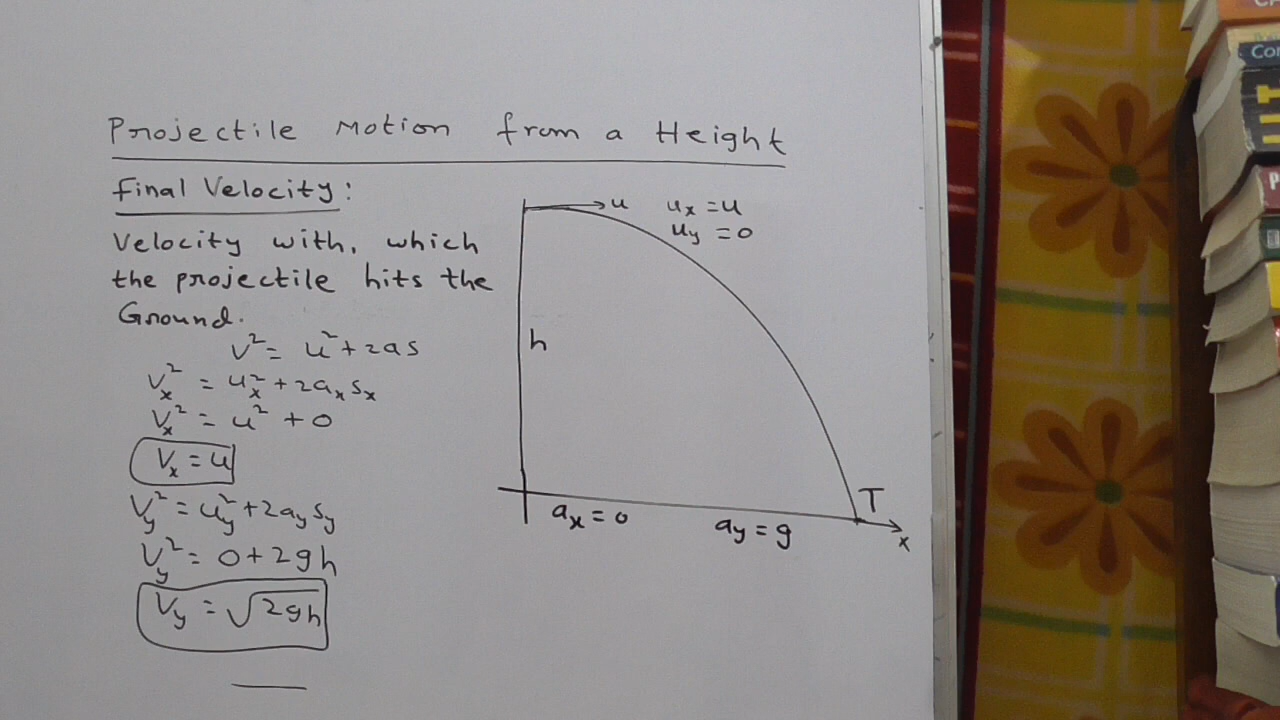 Projectile Motion from a Height
Final Velocity:
Velocity with, which
the projectile hits the
Ground.
v² = u² + 2as
Vx² = ux² + 2axsx
Vx² = u² + 0
Vx = u
Vy² = uy² + 2aysy
Vy² = 0 + 2gh
Vy = √2gh
u
ux = u
uy = 0
h
T
ax = 0
ay = g
x